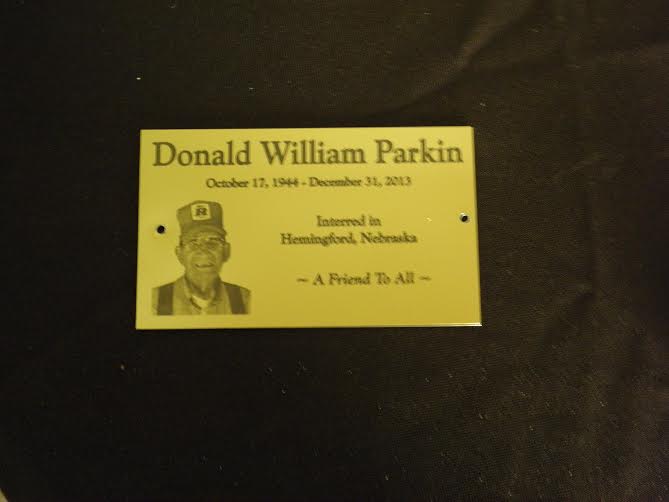 Donald William Parkin
October 17, 1944 - December 31, 2013
Interred in
Hemingford, Nebraska
~ A Friend To All ~